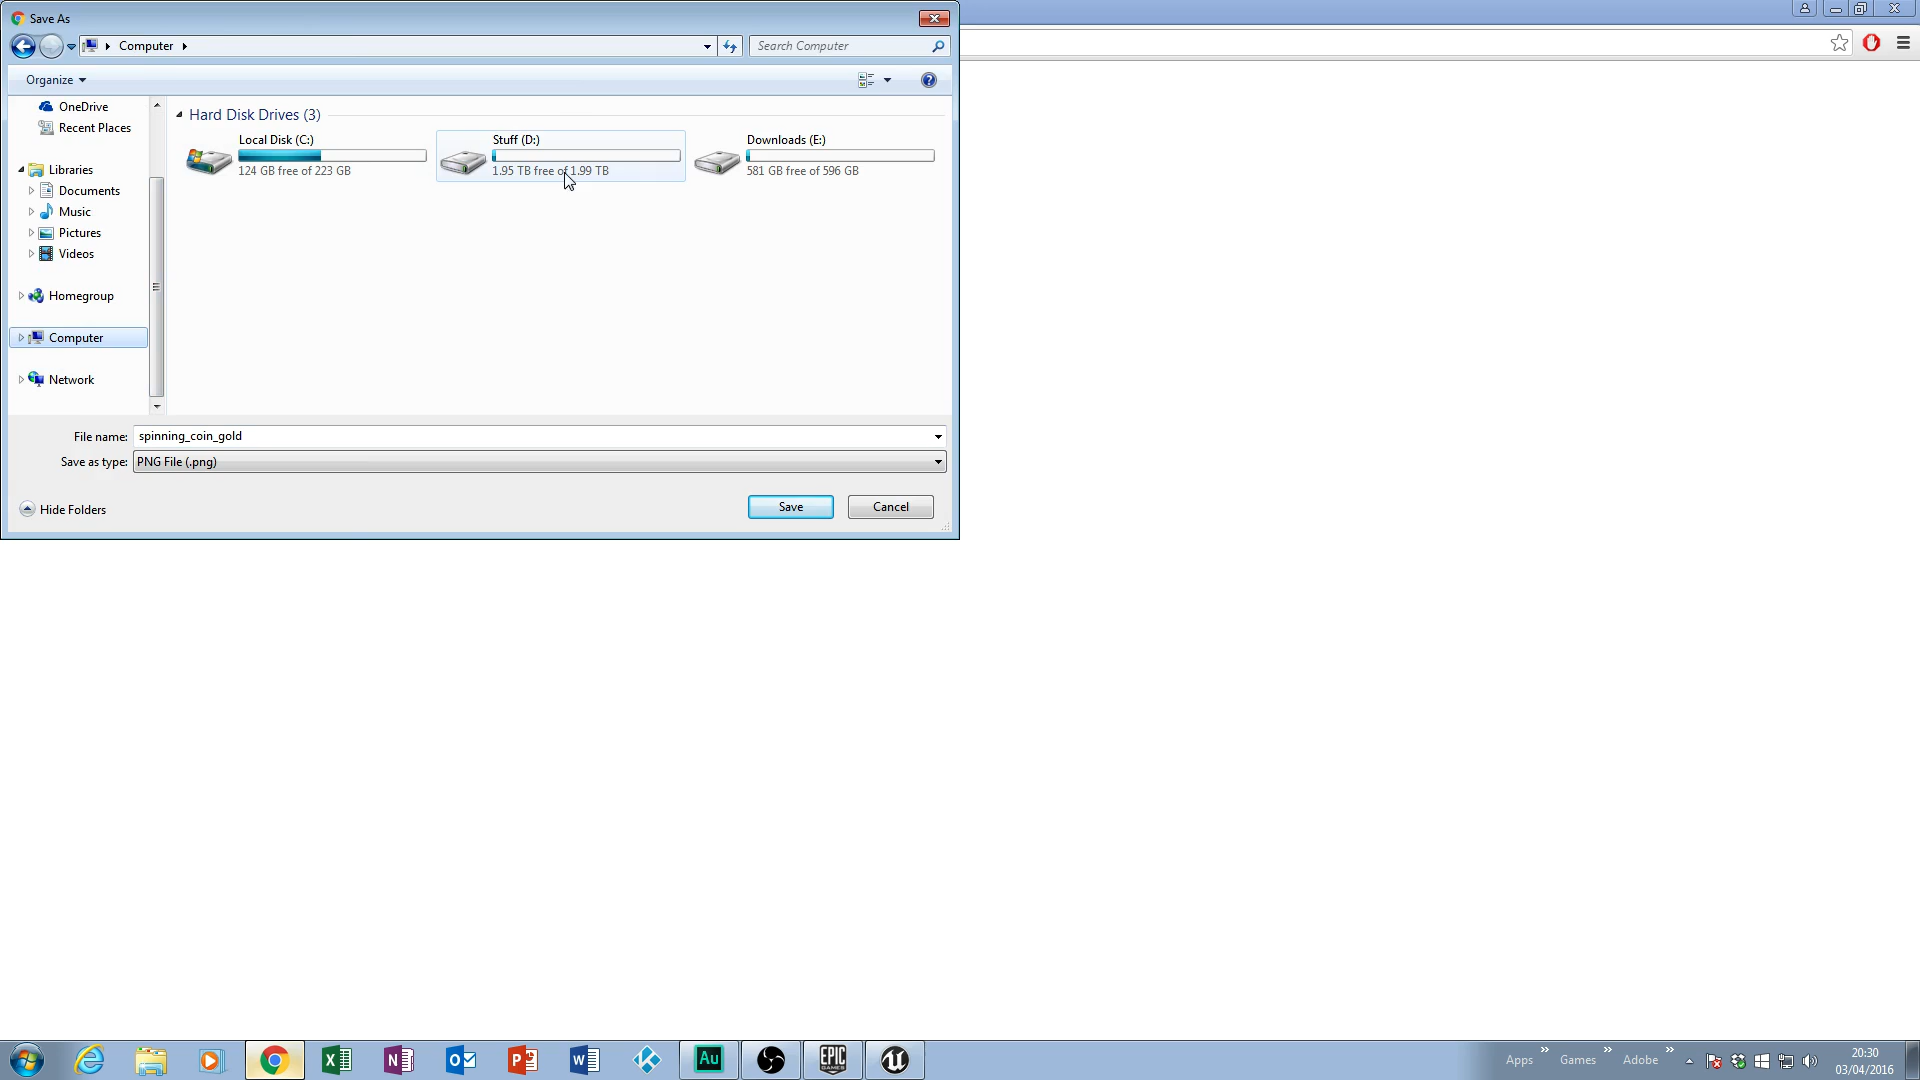 Save As
Computer
Search Computer
Organize
OneDrive
Recent Places
Libraries
Documents
Music
Pictures
Videos
Homegroup
Computer
Network
Hard Disk Drives (3)
Local Disk (C:)
124 GB free of 223 GB
Stuff (D:)
1.95 TB free of 1.99 TB
Downloads (E:)
581 GB free of 596 GB
File name: spinning_coin_gold
Save as type: PNG File (.png)
Hide Folders
Save
Cancel
Au
EPIC GAMES
Apps
Games
Adobe
20:30
03/04/2016